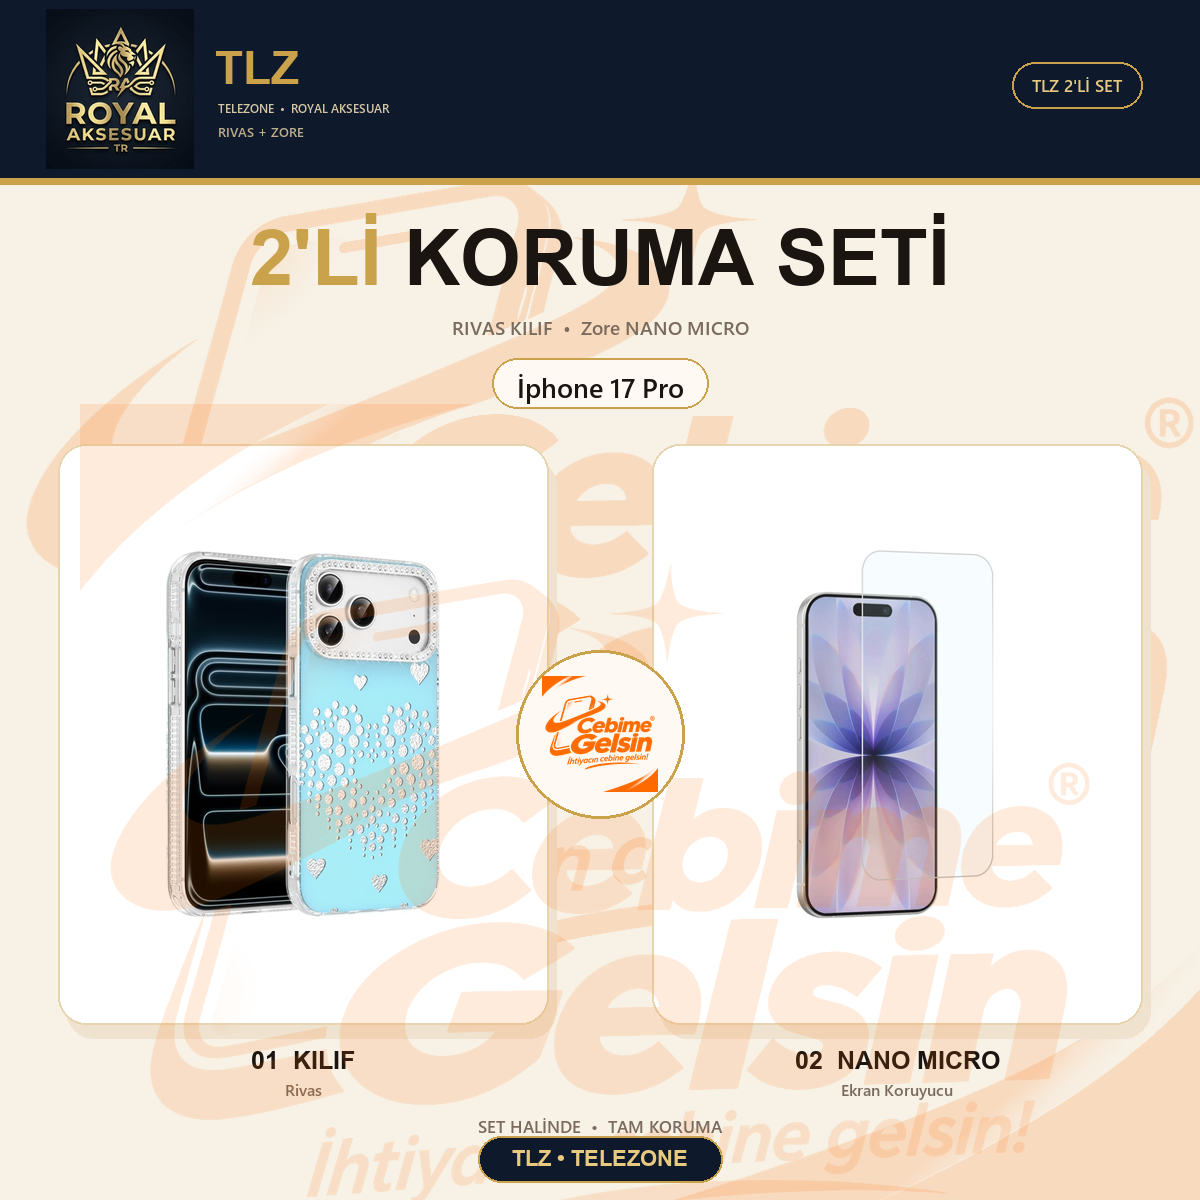 ROYAL
AKSESUAR
TR
TLZ
TELEZONE • ROYAL AKSESUAR
RIVAS + ZORE
TLZ 2'Lİ SET
2'Lİ KORUMA SETİ
RIVAS KILIF • Zore NANO MICRO
İphone 17 Pro
Cebime®
Gelsin
İhtiyacın cebine gelsin!
Cebime®
Gelsin
01 KILIF
Rivas
02 NANO MICRO
Ekran Koruyucu
SET HALİNDE • TAM KORUMA
TLZ • TELEZONE